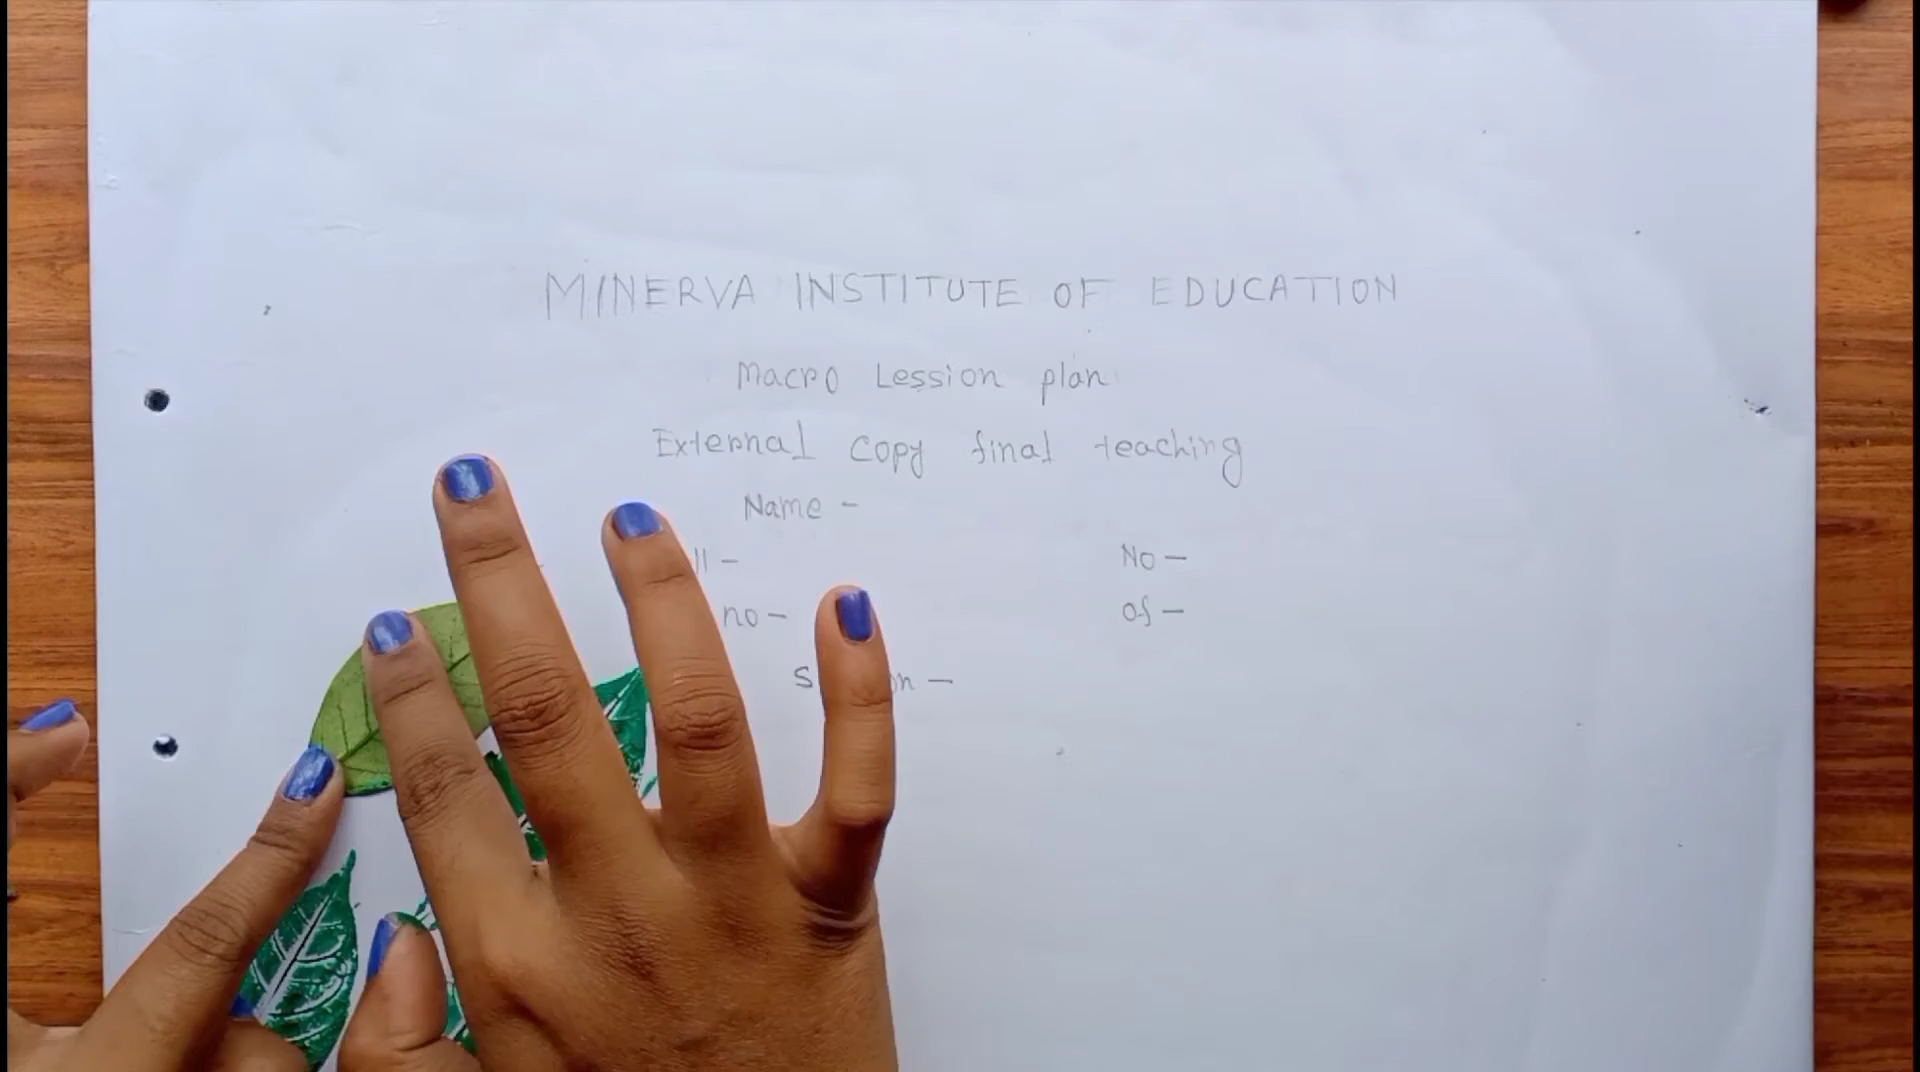 MINERVA INSTITUTE OF EDUCATION
Macro Lession plan
External copy final teaching
Name -
No -
no - of -